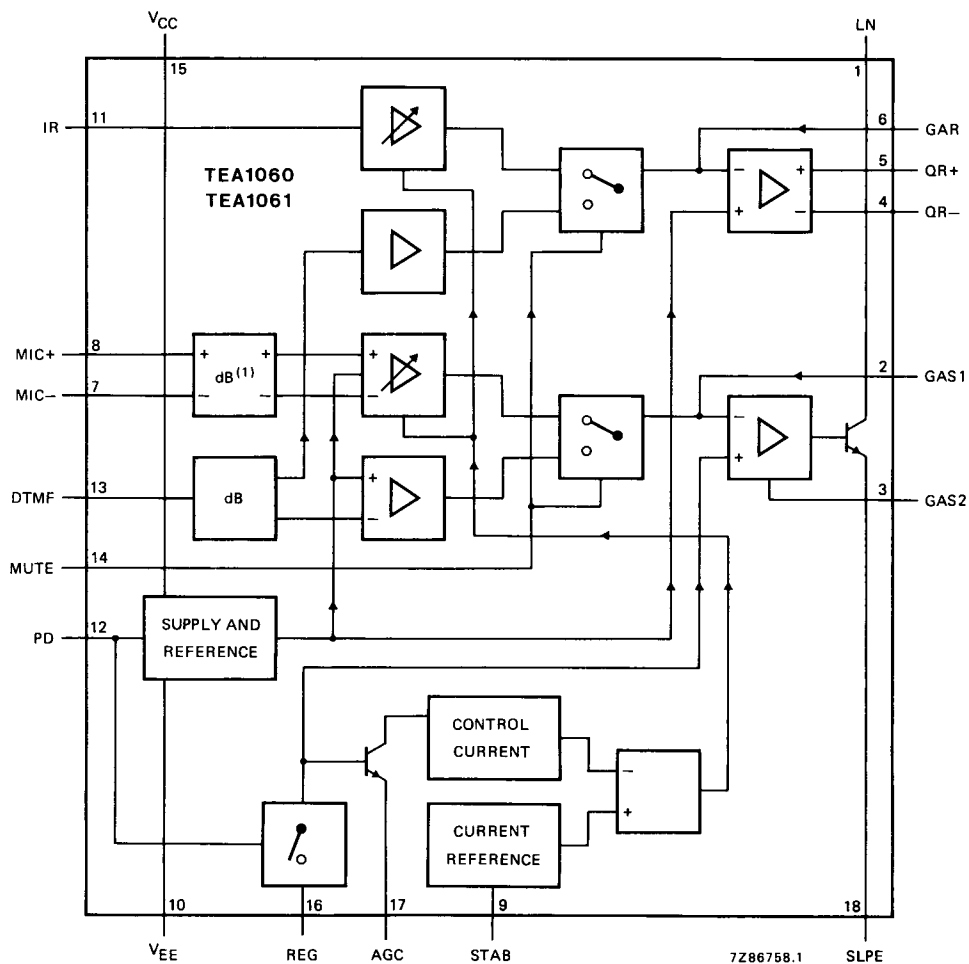 VCC
LN
15
1
IR
11
6
GAR
TEA1060
TEA1061
5
QR+
4
QR−
−
+
+
−
MIC+
8
MIC−
7
+
+
−
−
dB(1)
+
−
2
GAS1
−
+
3
GAS2
DTMF
13
dB
+
−
MUTE
14
PD
12
SUPPLY AND
REFERENCE
CONTROL
CURRENT
−
+
CURRENT
REFERENCE
10
16
17
9
18
VEE
REG
AGC
STAB
7Z86758.1
SLPE